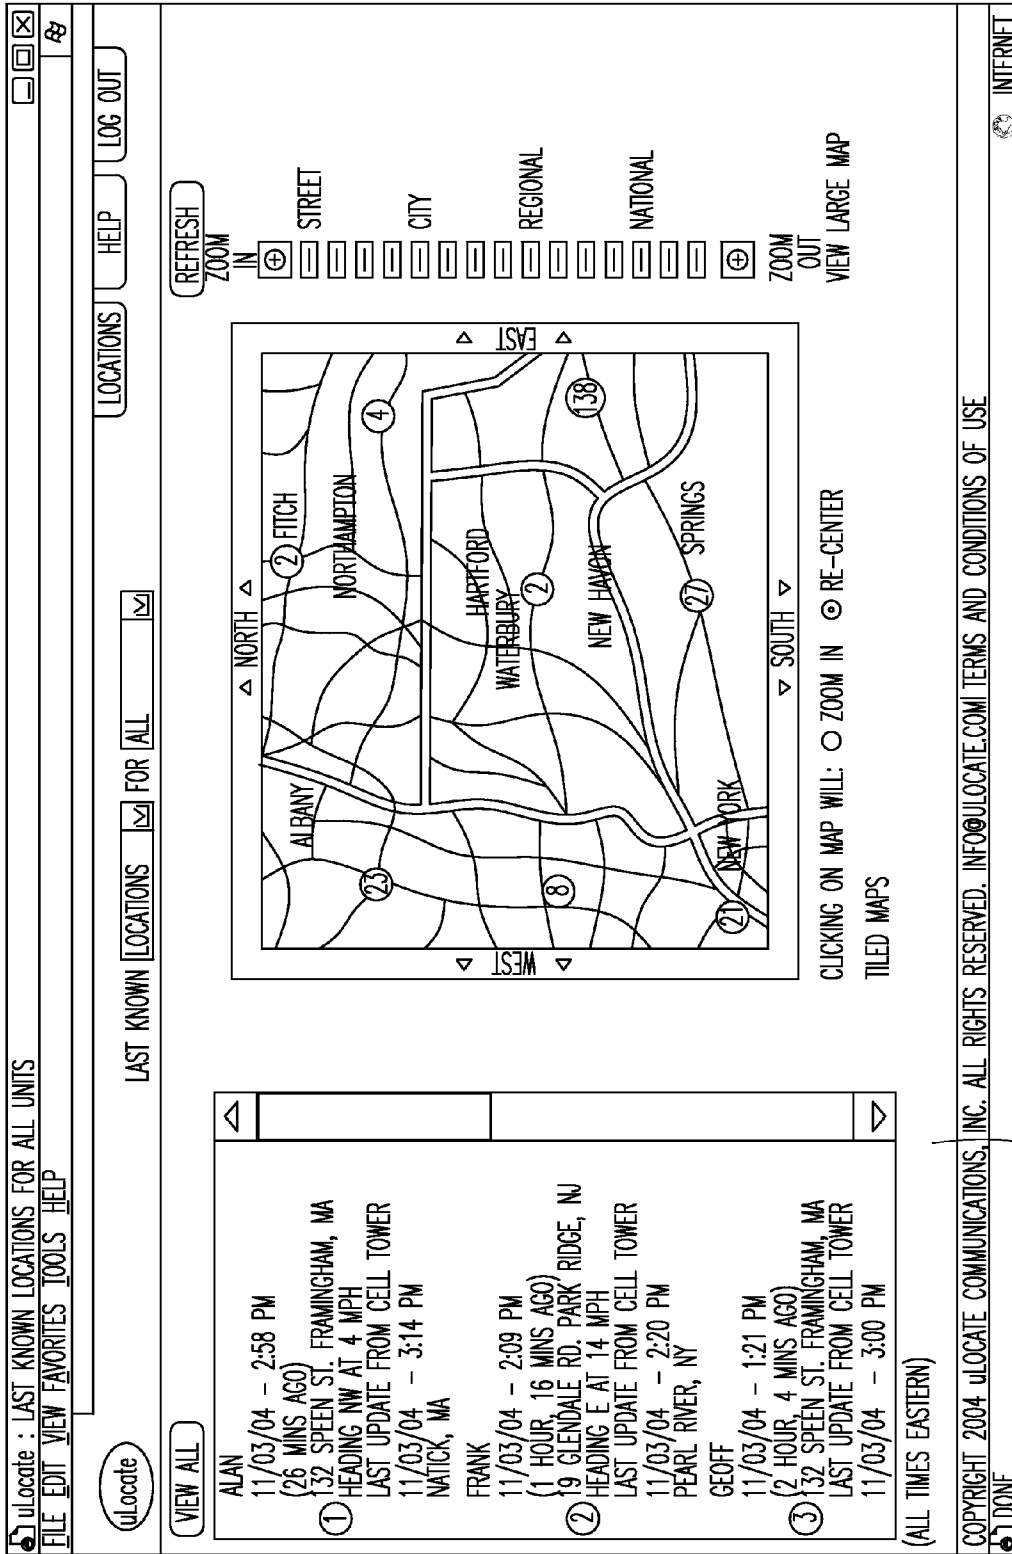 uLocate : LAST KNOWN LOCATIONS FOR ALL UNITS
FILE EDIT VIEW FAVORITES TOOLS HELP
uLocate
LOCATIONS HELP LOG OUT
LAST KNOWN LOCATIONS FOR ALL
VIEW ALL
REFRESH
ALAN
11/03/04 - 2:58 PM
(26 MINS AGO)
1 132 SPEEN ST. FRAMINGHAM, MA
HEADING NW AT 4 MPH
LAST UPDATE FROM CELL TOWER
11/03/04 - 3:14 PM
NATICK, MA
FRANK
11/03/04 - 2:09 PM
(1 HOUR, 16 MINS AGO)
2 19 GLENDALE RD. PARK RIDGE, NJ
HEADING E AT 14 MPH
LAST UPDATE FROM CELL TOWER
11/03/04 - 2:20 PM
PEARL RIVER, NY
GEOFF
11/03/04 - 1:21 PM
(2 HOUR, 4 MINS AGO)
3 132 SPEEN ST. FRAMINGHAM, MA
LAST UPDATE FROM CELL TOWER
11/03/04 - 3:00 PM
(ALL TIMES EASTERN)
NORTH
WEST
EAST
SOUTH
2 FITCH
ALBANY
NORTHAMPTON
23
4
HARTFORD
WATERBURY
8
2
138
NEW HAVON
SPRINGS
27
NEW YORK
21
ZOOM
IN
STREET
CITY
REGIONAL
NATIONAL
ZOOM
OUT
VIEW LARGE MAP
CLICKING ON MAP WILL: ZOOM IN RE-CENTER
TILED MAPS
COPYRIGHT 2004 uLOCATE COMMUNICATIONS, INC. ALL RIGHTS RESERVED. INFO@ULOCATE.COM| TERMS AND CONDITIONS OF USE
DONE INTERNET